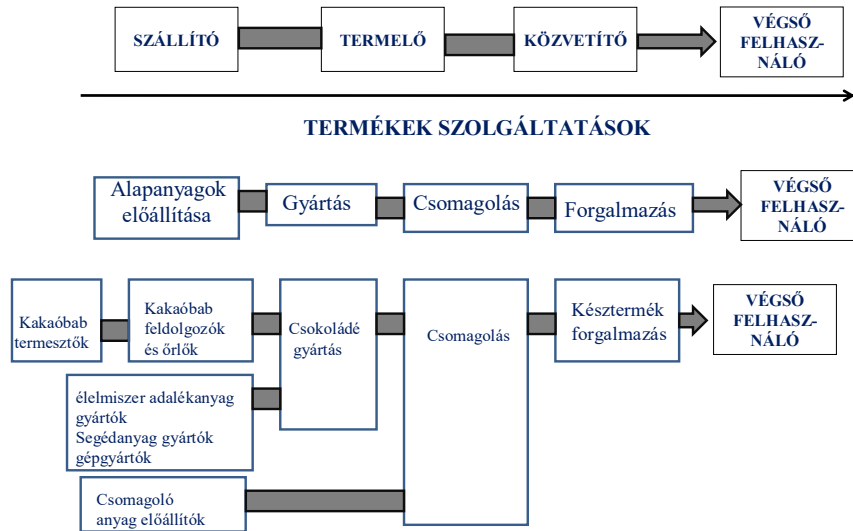 SZÁLLÍTÓ
TERMELŐ
KÖZVETÍTŐ
VÉGSŐ
FELHASZ-
NÁLÓ
TERMÉKEK SZOLGÁLTATÁSOK
Alapanyagok
előállítása
Gyártás
Csomagolás
Forgalmazás
VÉGSŐ
FELHASZ-
NÁLÓ
Kakaóbab
termesztők
Kakaóbab
feldolgozók
és őrlők
Csokoládé
gyártás
Csomagolás
Késztermék
forgalmazás
VÉGSŐ
FELHASZ-
NÁLÓ
élelmiszer adalékanyag
gyártók
Segédanyag gyártók
gépgyártók
Csomagoló
anyag előállítók